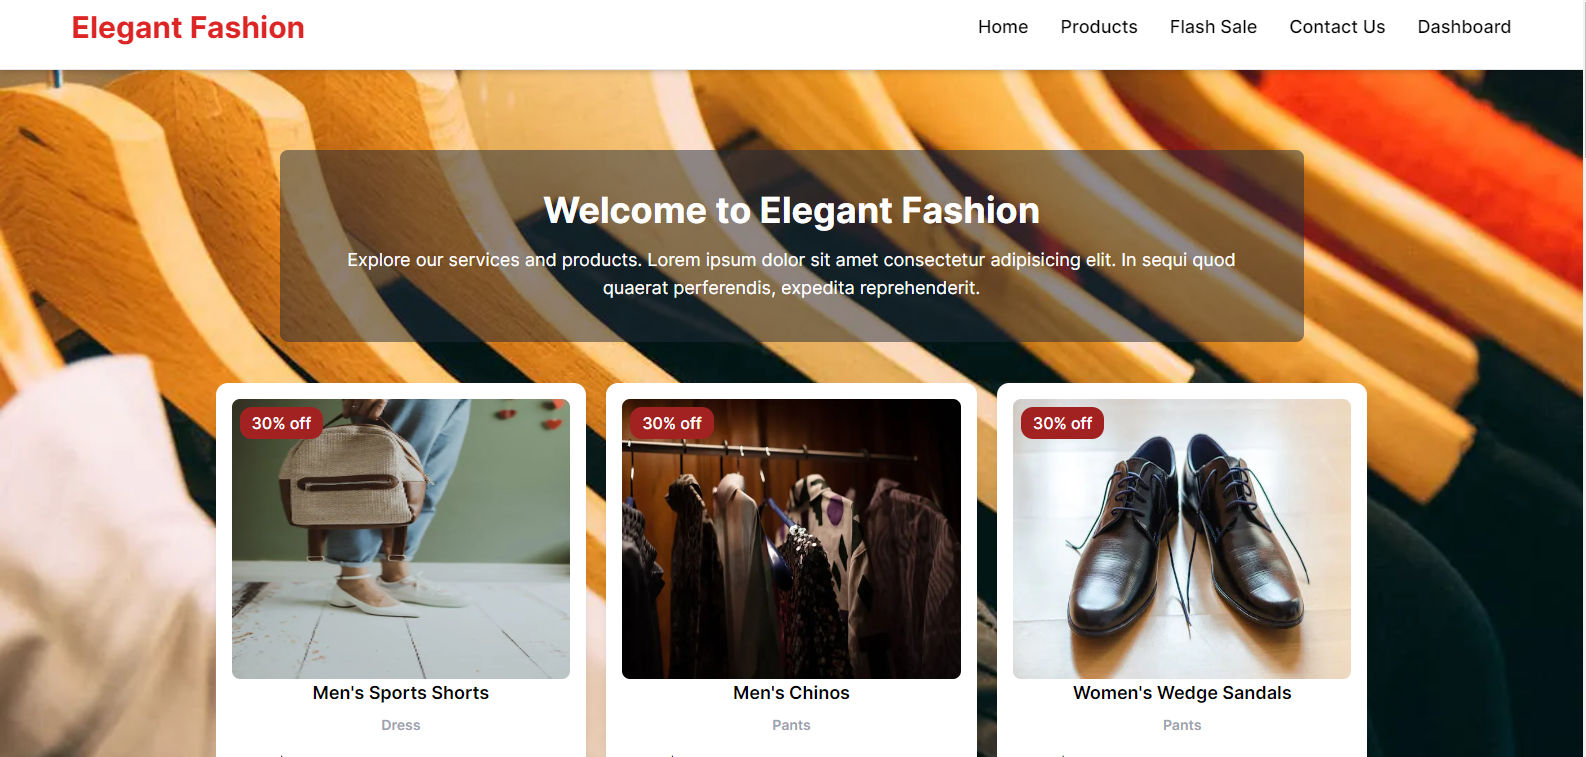 Elegant Fashion
Home Products Flash Sale Contact Us Dashboard
Welcome to Elegant Fashion
Explore our services and products. Lorem ipsum dolor sit amet consectetur adipisicing elit. In sequi quod
quaerat perferendis, expedita reprehenderit.
30% off
Men's Sports Shorts
Dress
30% off
Men's Chinos
Pants
30% off
Women's Wedge Sandals
Pants